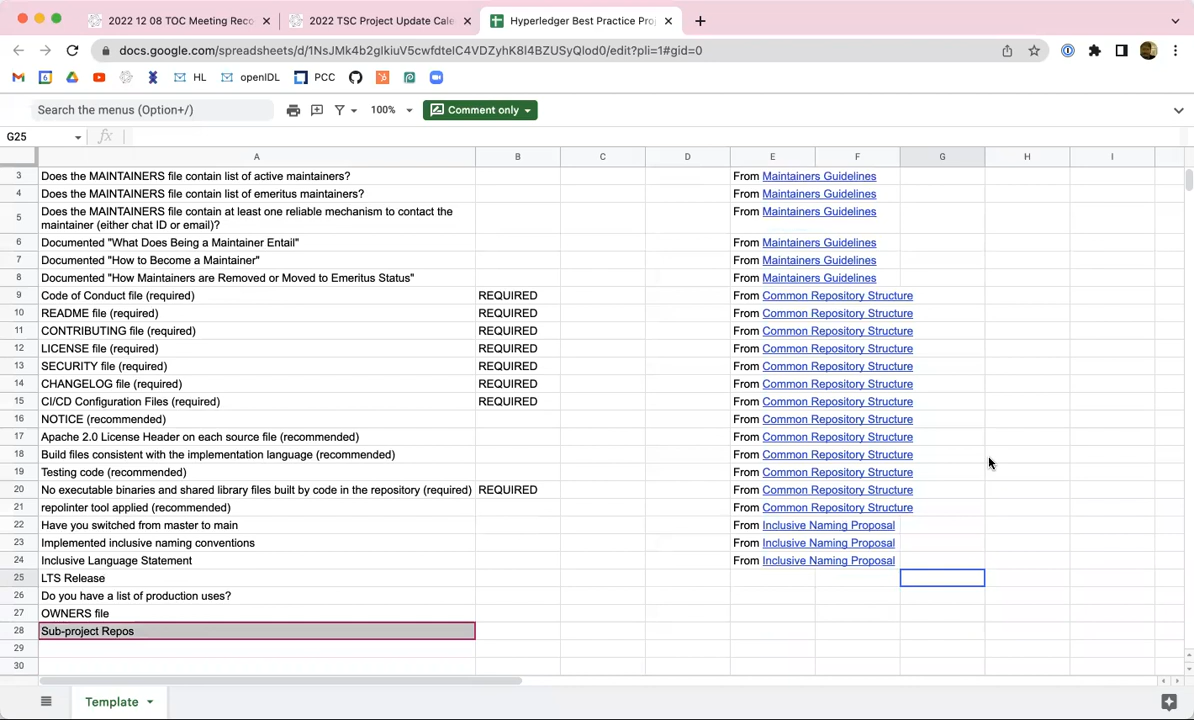 2022 12 08 TOC Meeting Reco
2022 TSC Project Update Cale
Hyperledger Best Practice Pro
docs.google.com/spreadsheets/d/1NsJMk4b2glkiuV5cwfdtelC4VDZyhK8I4BZUSyQlod0/edit?pli=1#gid=0
6
HL
openIDL
PCC
Search the menus (Option+/)
100%
Comment only
G25
fx
A B C D E F G H I
3 Does the MAINTAINERS file contain list of active maintainers? From Maintainers Guidelines
4 Does the MAINTAINERS file contain list of emeritus maintainers? From Maintainers Guidelines
5 Does the MAINTAINERS file contain at least one reliable mechanism to contact the From Maintainers Guidelines
maintainer (either chat ID or email)?
6 Documented "What Does Being a Maintainer Entail" From Maintainers Guidelines
7 Documented "How to Become a Maintainer" From Maintainers Guidelines
8 Documented "How Maintainers are Removed or Moved to Emeritus Status" From Maintainers Guidelines
9 Code of Conduct file (required) REQUIRED From Common Repository Structure
10 README file (required) REQUIRED From Common Repository Structure
11 CONTRIBUTING file (required) REQUIRED From Common Repository Structure
12 LICENSE file (required) REQUIRED From Common Repository Structure
13 SECURITY file (required) REQUIRED From Common Repository Structure
14 CHANGELOG file (required) REQUIRED From Common Repository Structure
15 CI/CD Configuration Files (required) REQUIRED From Common Repository Structure
16 NOTICE (recommended) From Common Repository Structure
17 Apache 2.0 License Header on each source file (recommended) From Common Repository Structure
18 Build files consistent with the implementation language (recommended) From Common Repository Structure
19 Testing code (recommended) From Common Repository Structure
20 No executable binaries and shared library files built by code in the repository (required) REQUIRED From Common Repository Structure
21 repolinter tool applied (recommended) From Common Repository Structure
22 Have you switched from master to main From Inclusive Naming Proposal
23 Implemented inclusive naming conventions From Inclusive Naming Proposal
24 Inclusive Language Statement From Inclusive Naming Proposal
25 LTS Release
26 Do you have a list of production uses?
27 OWNERS file
28 Sub-project Repos
29
30
Template